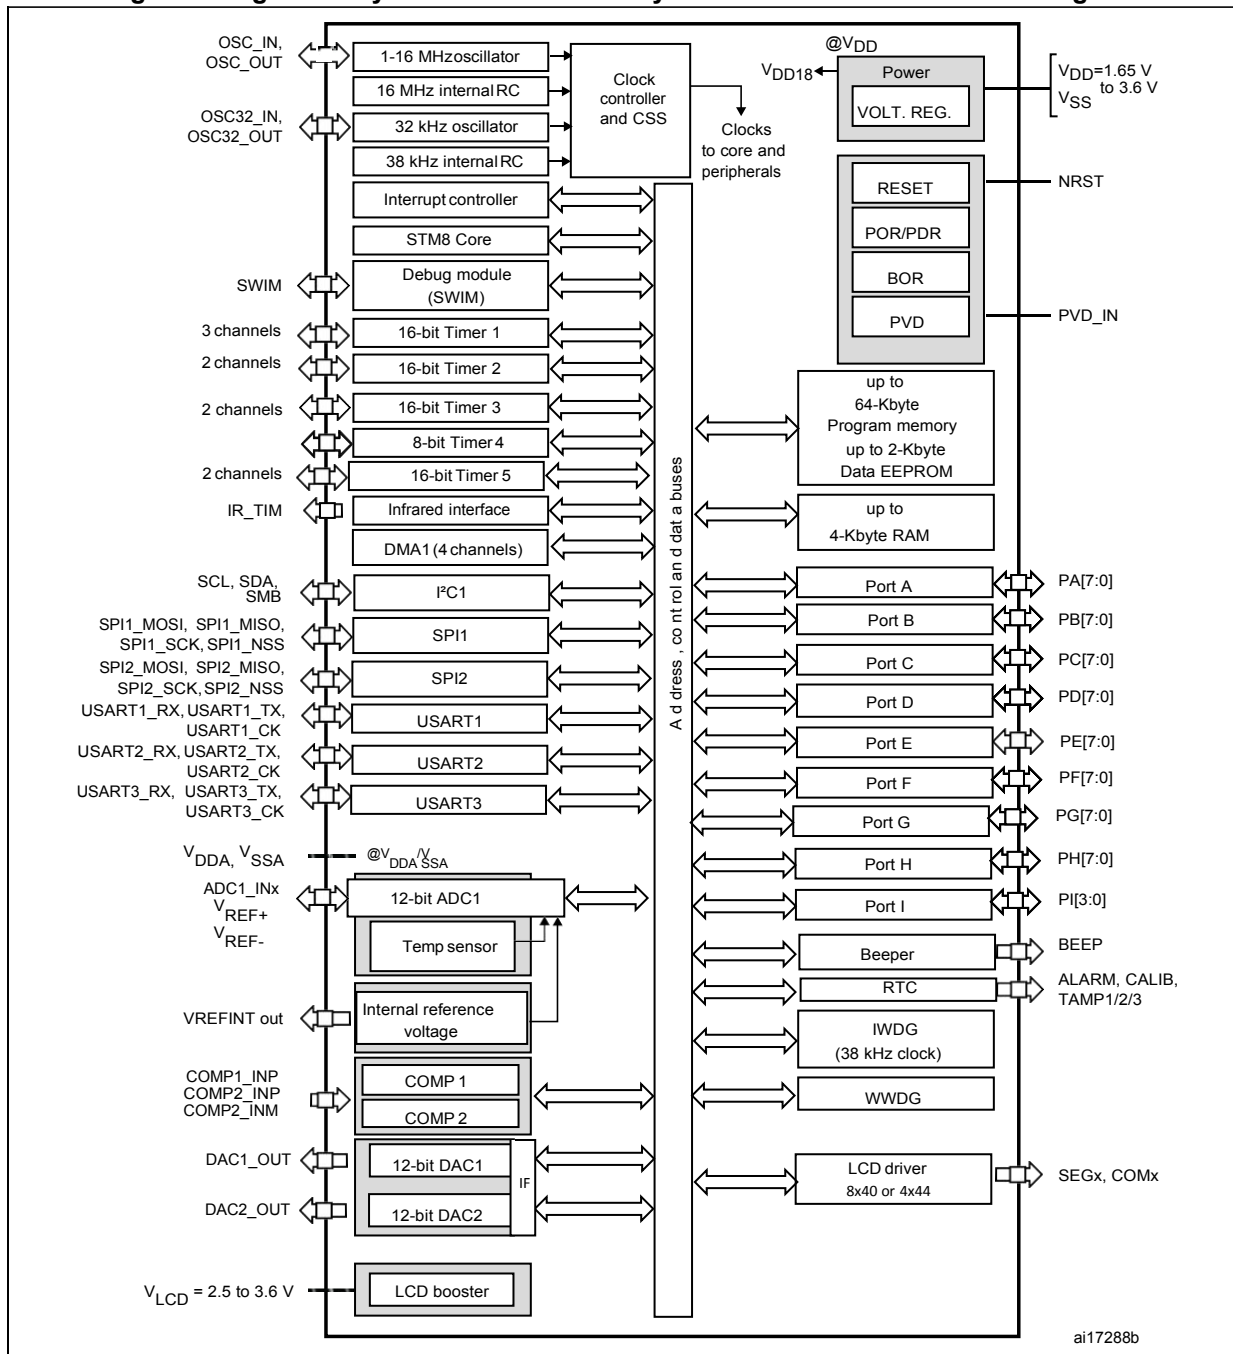 OSC_IN,
OSC_OUT
1-16 MHz oscillator
16 MHz internal RC
OSC32_IN,
OSC32_OUT
32 kHz oscillator
38 kHz internal RC
Clock
controller
and CSS
Clocks
to core and
peripherals
@VDD
VDD18
Power
VOLT. REG.
VDD=1.65 V
to 3.6 V
VSS
RESET
NRST
POR/PDR
BOR
PVD
PVD_IN
Interrupt controller
STM8 Core
SWIM
Debug module
(SWIM)
3 channels
16-bit Timer 1
2 channels
16-bit Timer 2
2 channels
16-bit Timer 3
8-bit Timer 4
2 channels
16-bit Timer 5
IR_TIM
Infrared interface
DMA1 (4 channels)
SCL, SDA,
SMB
I²C1
SPI1_MOSI, SPI1_MISO,
SPI1_SCK, SPI1_NSS
SPI1
SPI2_MOSI, SPI2_MISO,
SPI2_SCK, SPI2_NSS
SPI2
USART1_RX, USART1_TX,
USART1_CK
USART1
USART2_RX, USART2_TX,
USART2_CK
USART2
USART3_RX, USART3_TX,
USART3_CK
USART3
VDDA, VSSA
@VDDA/VSSA
ADC1_INx
VREF+
VREF-
12-bit ADC1
Temp sensor
VREFINT out
Internal reference
voltage
COMP1_INP
COMP2_INP
COMP2_INM
COMP 1
COMP 2
DAC1_OUT
12-bit DAC1
IF
DAC2_OUT
12-bit DAC2
VLCD = 2.5 to 3.6 V
LCD booster
Address, control and data buses
up to
64-Kbyte
Program memory
up to 2-Kbyte
Data EEPROM
up to
4-Kbyte RAM
Port A
PA[7:0]
Port B
PB[7:0]
Port C
PC[7:0]
Port D
PD[7:0]
Port E
PE[7:0]
Port F
PF[7:0]
Port G
PG[7:0]
Port H
PH[7:0]
Port I
PI[3:0]
Beeper
BEEP
RTC
ALARM, CALIB,
TAMP1/2/3
IWDG
(38 kHz clock)
WWDG
LCD driver
8x40 or 4x44
SEGx, COMx
ai17288b